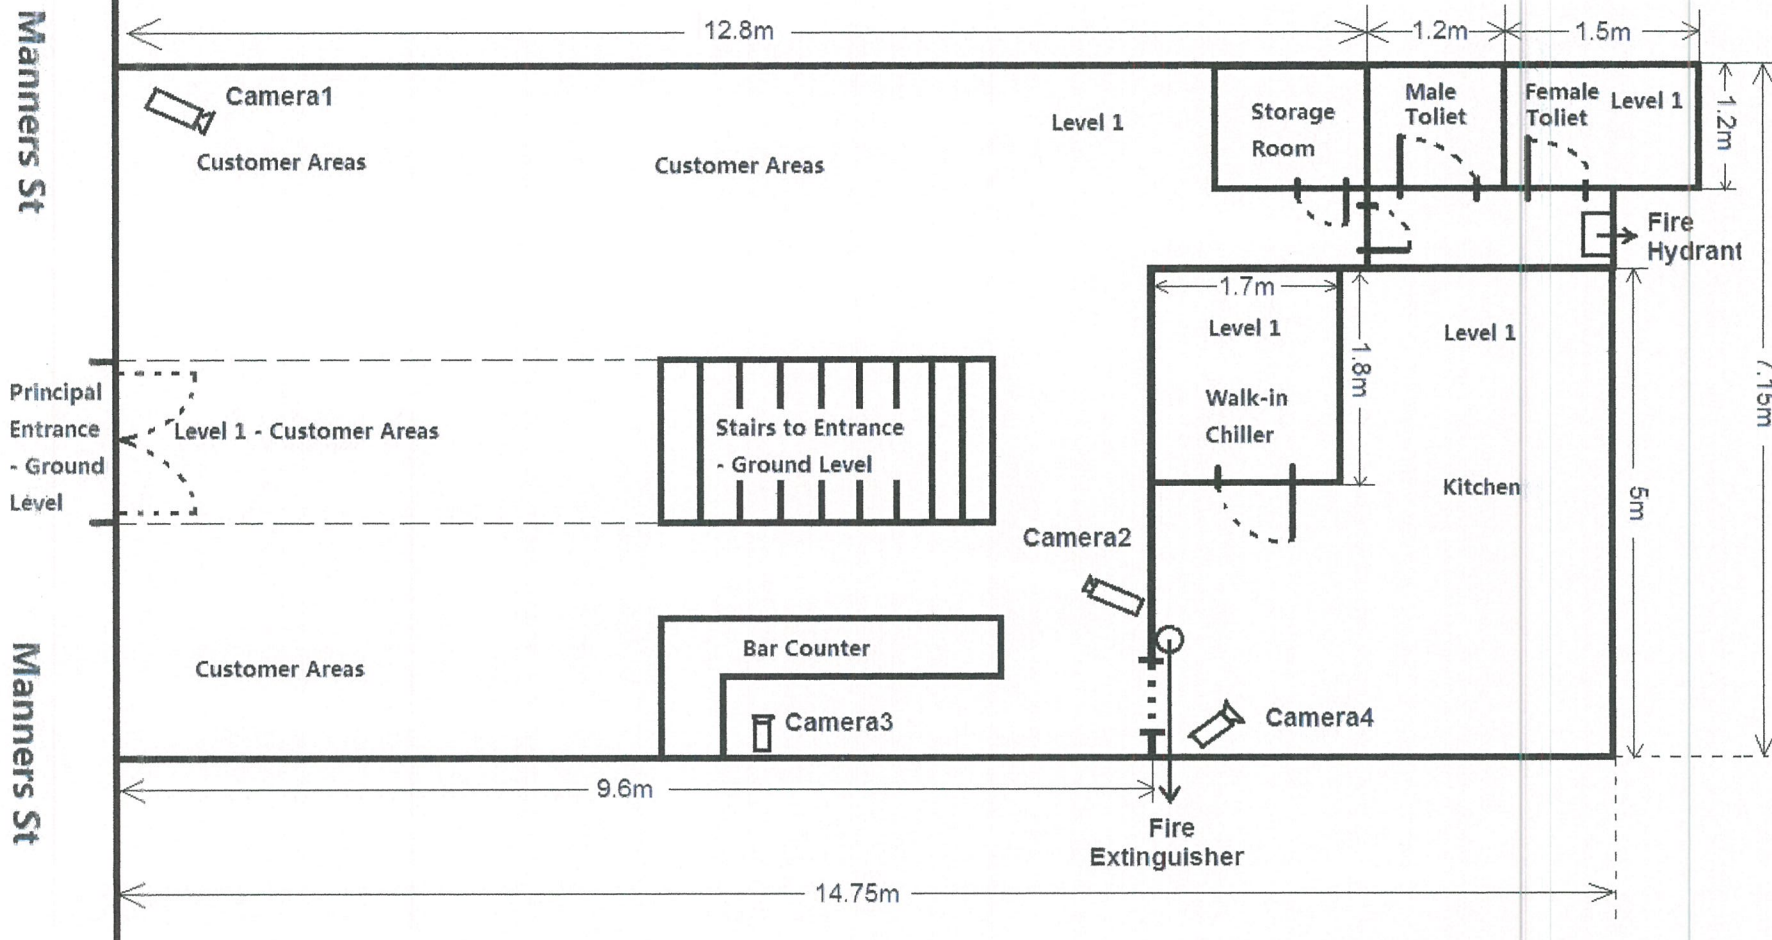 Manners St
12.8m
1.2m
1.5m
Camera1
Customer Areas
Customer Areas
Level 1
Storage
Room
Male
Toliet
Female
Toliet
Level 1
1.2m
Fire
Hydrant
7.15m
1.7m
Level 1
Walk-in
Chiller
1.8m
Level 1
Kitchen
5m
Principal
Entrance
- Ground
Level
Level 1 - Customer Areas
Stairs to Entrance
- Ground Level
Camera2
Manners St
Customer Areas
Bar Counter
Camera3
Camera4
9.6m
Fire
Extinguisher
14.75m